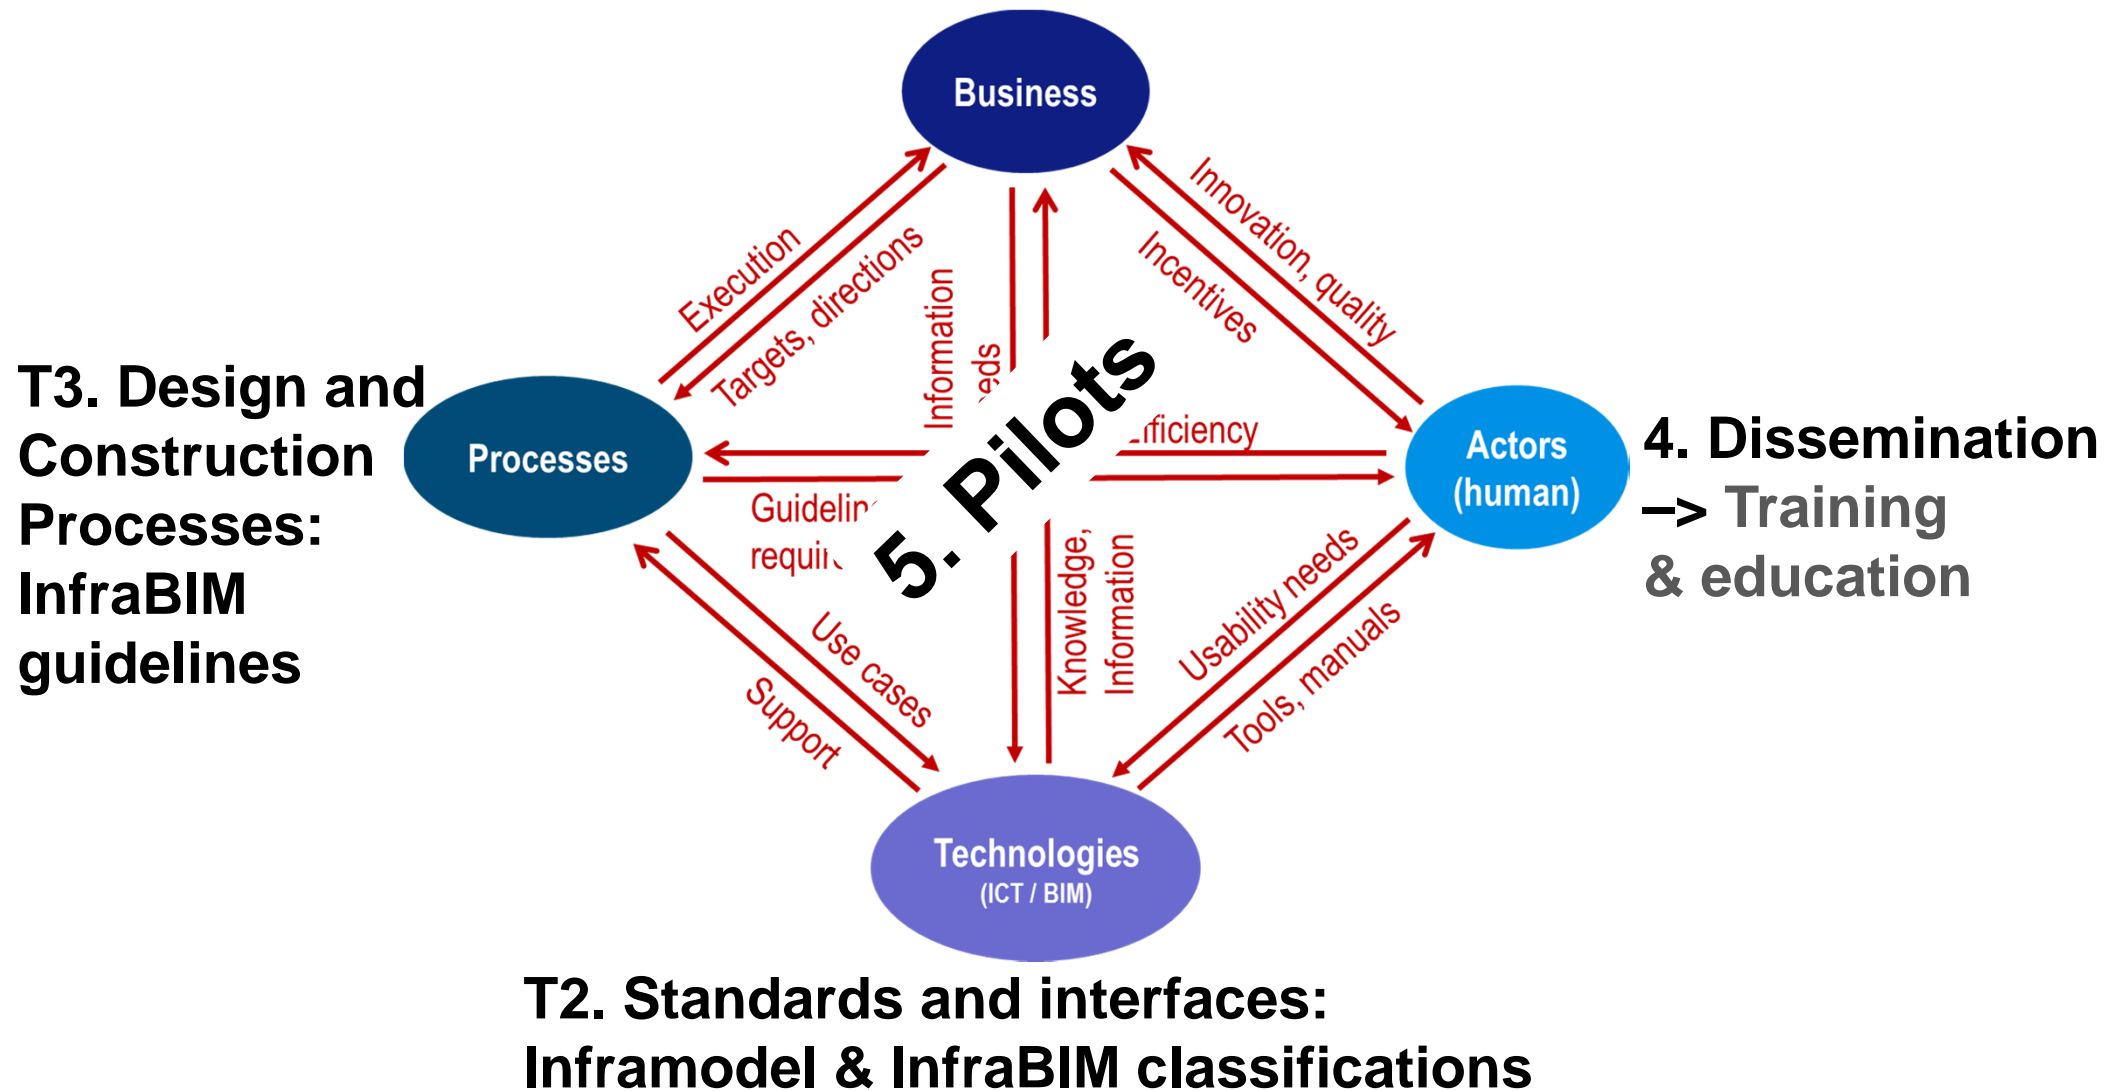 Business
Execution
Targets, directions
Innovation, quality
Incentives
Information
T3. Design and
Construction
Processes:
InfraBIM
guidelines
Processes
5. Pilots
Actors
(human)
4. Dissemination
–> Training
& education
Use cases
Support
Knowledge,
Information
Usability needs
Tools, manuals
Technologies
(ICT / BIM)
T2. Standards and interfaces:
Inframodel & InfraBIM classifications